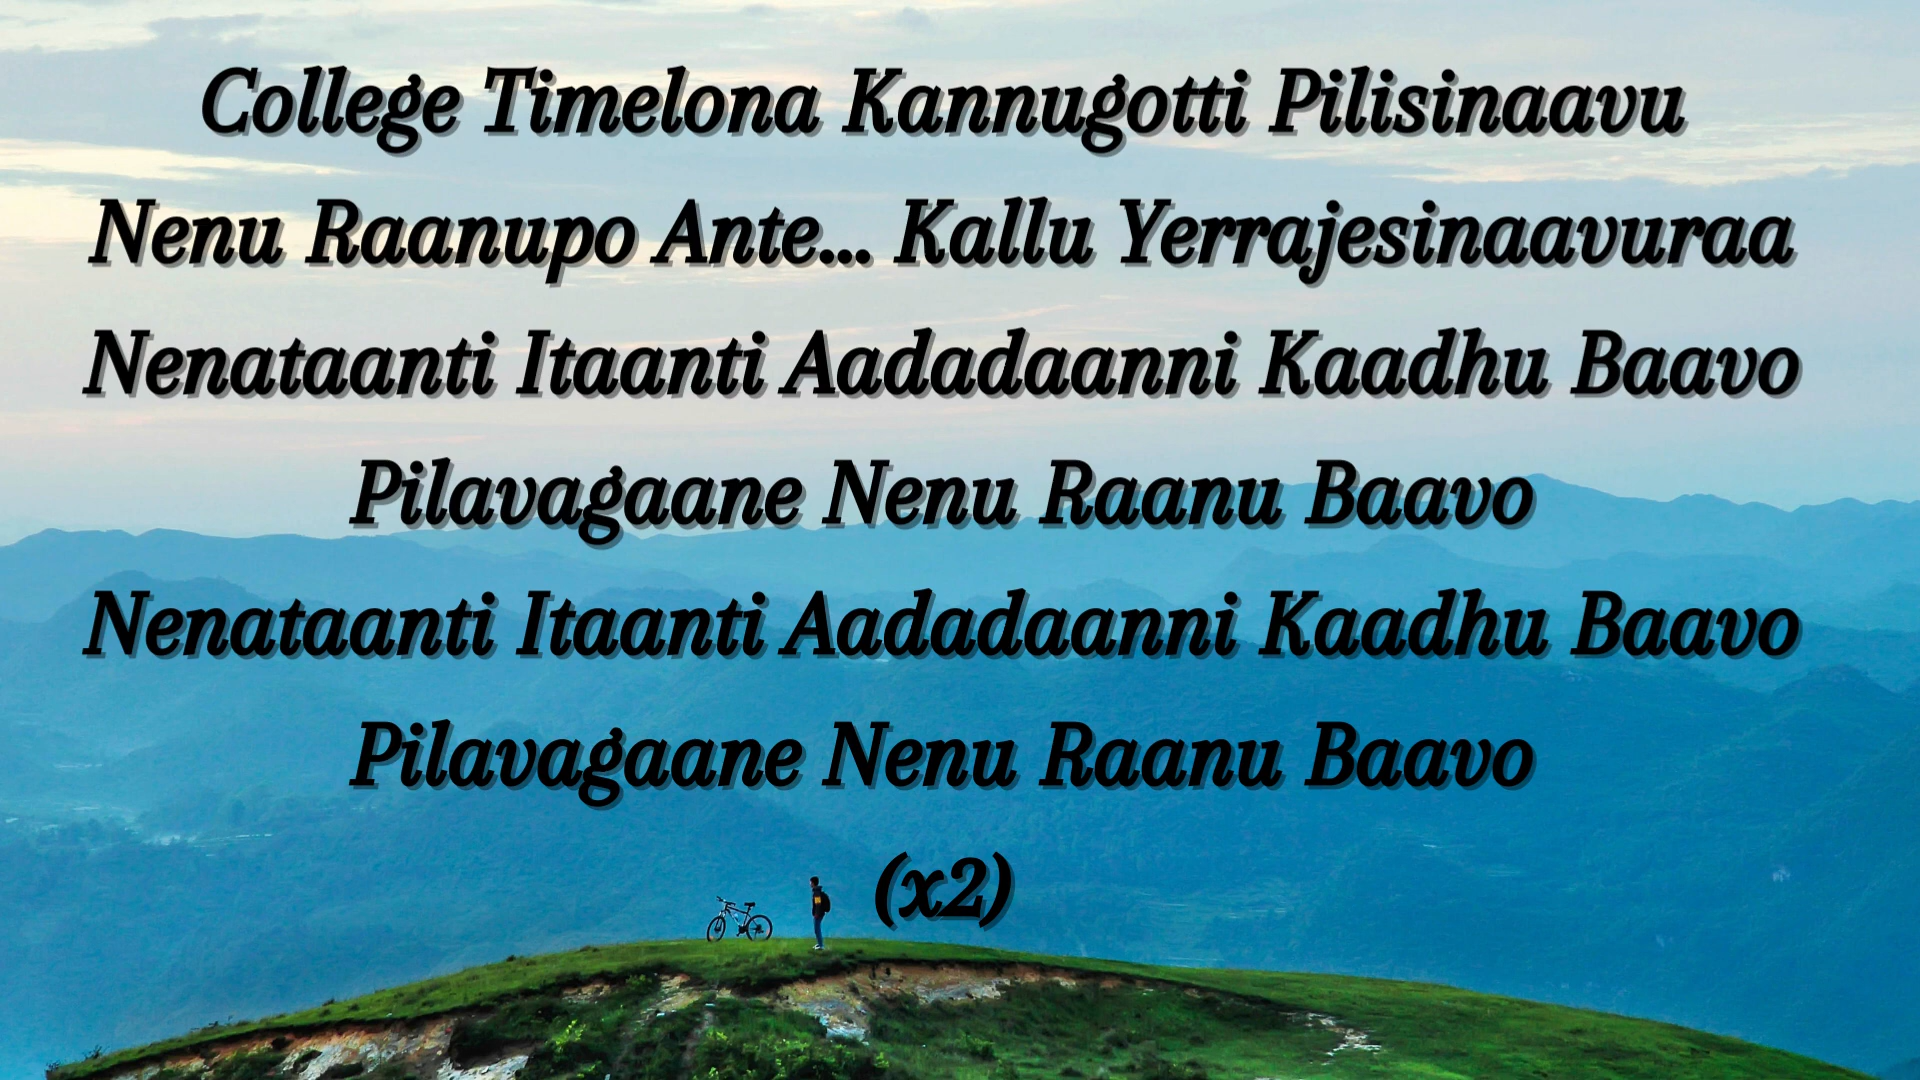 College Timelona Kannugotti Pilisinaavu
Nenu Raanupo Ante... Kallu Yerrajesinaavuraa
Nenataanti Itaanti Aadadaanni Kaadhu Baavo
Pilavagaane Nenu Raanu Baavo
Nenataanti Itaanti Aadadaanni Kaadhu Baavo
Pilavagaane Nenu Raanu Baavo
(x2)